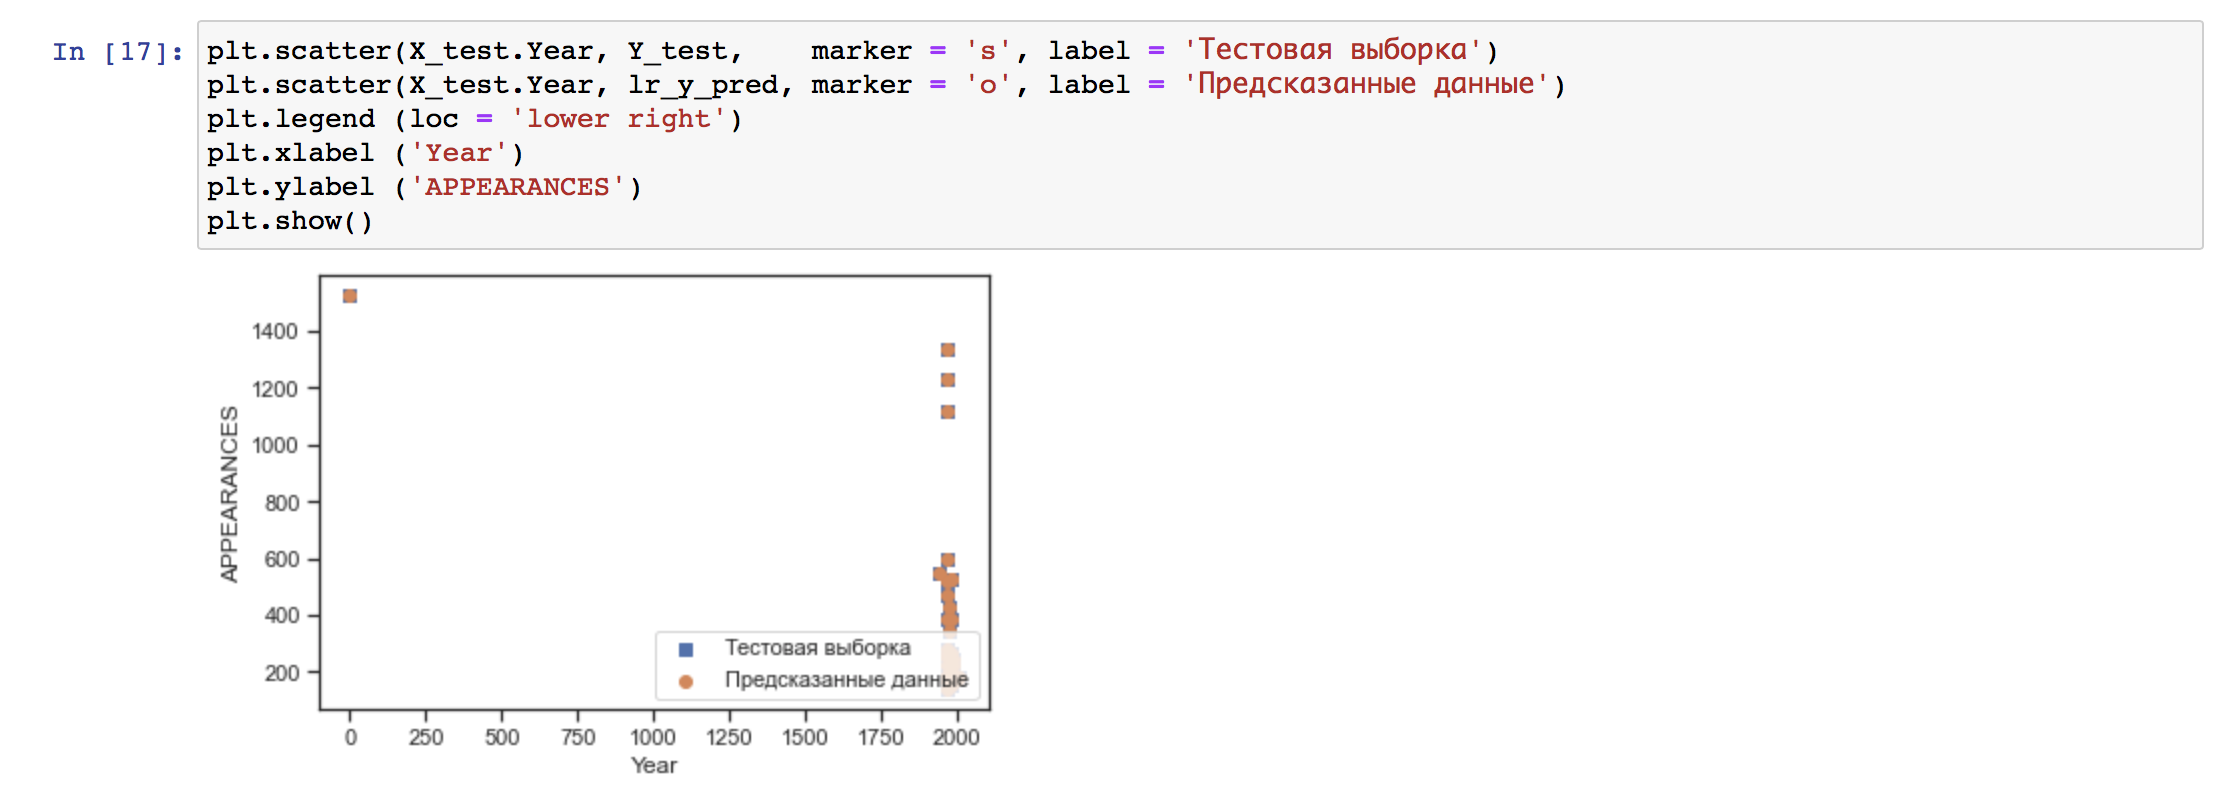 In [17]: plt.scatter(X_test.Year, Y_test,    marker = 's', label = 'Тестовая выборка')
plt.scatter(X_test.Year, lr_y_pred, marker = 'o', label = 'Предсказанные данные')
plt.legend (loc = 'lower right')
plt.xlabel ('Year')
plt.ylabel ('APPEARANCES')
plt.show()
1400
1200
1000
800
600
400
200
APPEARANCES
Тестовая выборка
Предсказанные данные
0 250 500 750 1000 1250 1500 1750 2000
Year